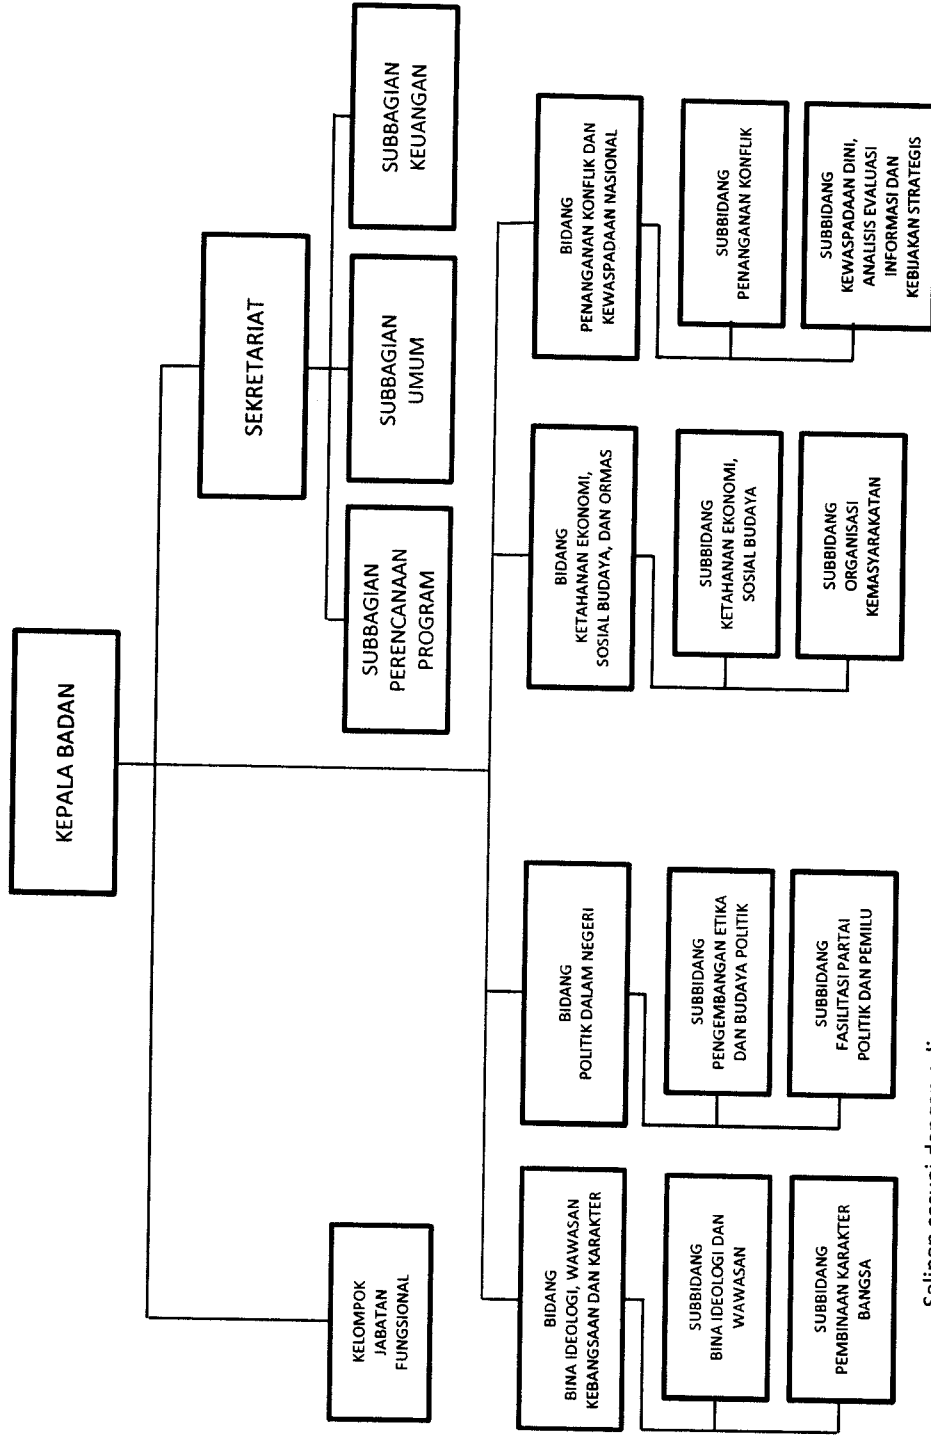 KEPALA BADAN
SEKRETARIAT
KELOMPOK
JABATAN
FUNGSIONAL
SUBBAGIAN
PERENCANAAN
PROGRAM
SUBBAGIAN
UMUM
SUBBAGIAN
KEUANGAN
BIDANG
BINA IDEOLOGI, WAWASAN
KEBANGSAAN DAN KARAKTER
BIDANG
POLITIK DALAM NEGERI
BIDANG
KETAHANAN EKONOMI,
SOSIAL BUDAYA, DAN ORMAS
BIDANG
PENANGANAN KONFLIK DAN
KEWASPADAAN NASIONAL
SUBBIDANG
BINA IDEOLOGI DAN
WAWASAN
SUBBIDANG
PENGEMBANGAN ETIKA
DAN BUDAYA POLITIK
SUBBIDANG
KETAHANAN EKONOMI,
SOSIAL BUDAYA
SUBBIDANG
PENANGANAN KONFLIK
SUBBIDANG
PEMBINAAN KARAKTER
BANGSA
SUBBIDANG
FASILITASI PARTAI
POLITIK DAN PEMILU
SUBBIDANG
ORGANISASI
KEMASYARAKATAN
SUBBIDANG
KEWASPADAAN DINI,
ANALISIS EVALUASI
INFORMASI DAN
KEBIJAKAN STRATEGIS